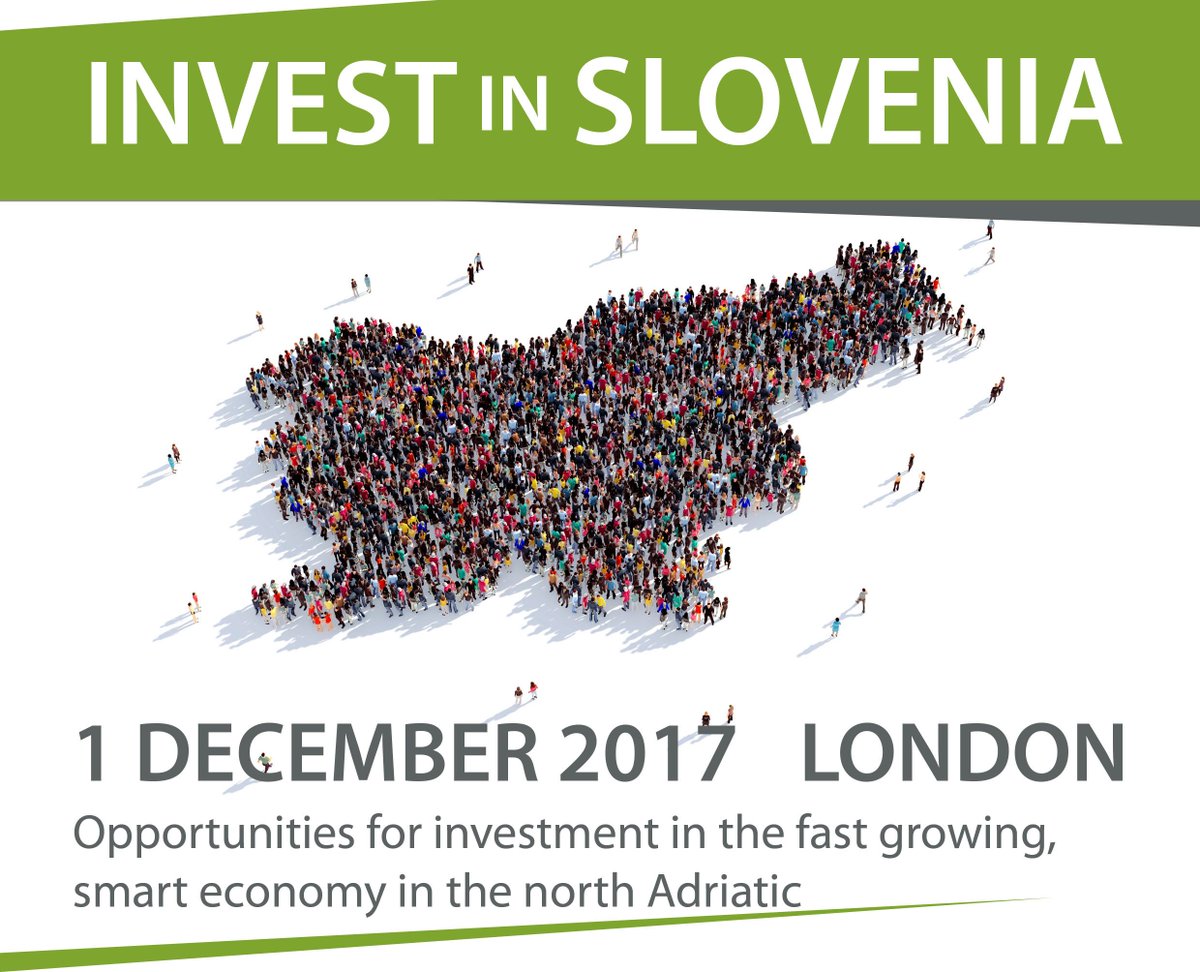 INVEST IN SLOVENIA
1 DECEMBER 2017 LONDON
Opportunities for investment in the fast growing,
smart economy in the north Adriatic